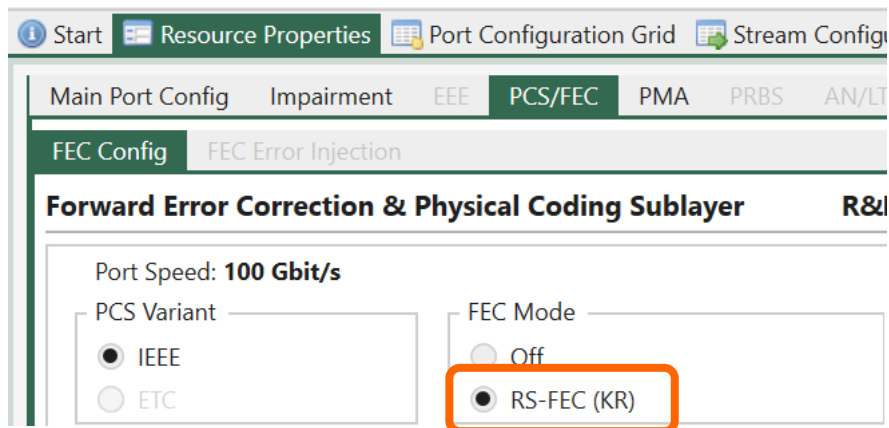 Start Resource Properties Port Configuration Grid Stream
Main Port Config Impairment EEE PCS/FEC PMA PRBS AN/LT
FEC Config FEC Error Injection
Forward Error Correction & Physical Coding Sublayer
Port Speed: 100 Gbit/s
PCS Variant FEC Mode
IEEE Off
ETC RS-FEC (KR)